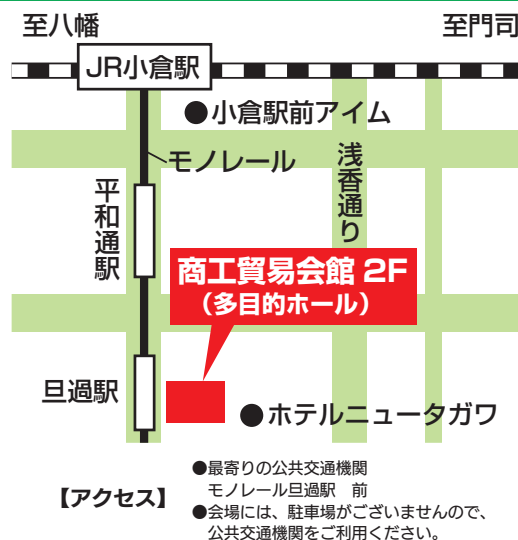 至八幡
至門司
JR小倉駅
●小倉駅前アイム
モノレール
浅香通り
平和通駅
商工貿易会館 2F
（多目的ホール）
旦過駅
●ホテルニュータガワ
【アクセス】
●最寄りの公共交通機関
モノレール旦過駅　前
●会場には、駐車場がございませんので、
公共交通機関をご利用ください。